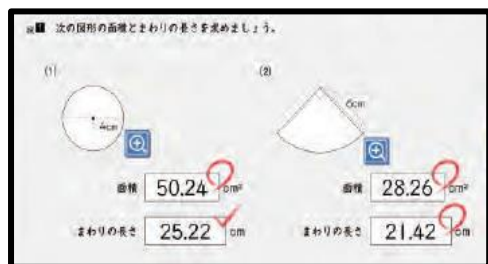 1 次の図形の面積とまわりの長さを求めましょう。
(1)
(2)
4cm
6cm
面積 50.24 cm²
面積 28.26 cm²
まわりの長さ 25.22 cm
まわりの長さ 21.42 cm